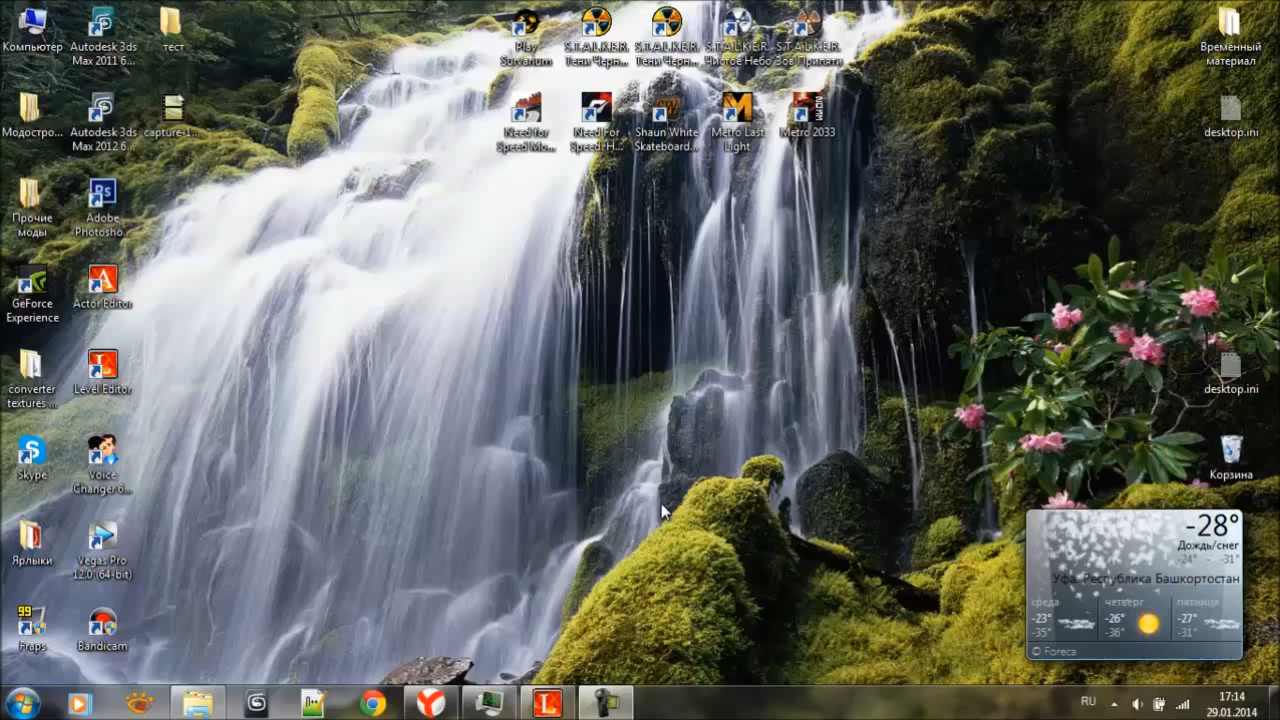 Компьютер
Autodesk 3ds
Max 2011 6...
тест
Play
Survarium
S.T.A.L.K.E.R.
Тени Черн...
S.T.A.L.K.E.R.
Тени Черн...
S.T.A.L.K.E.R.
Чистое Небо
S.T.A.L.K.E.R.
Зов Припяти
Временный
материал
Модостро...
Autodesk 3ds
Max 2012 6...
capture-1...
Need for
Speed Mo...
Need For
Speed: H...
Shaun White
Skateboard...
Metro Last
Light
Metro 2033
desktop.ini
Прочие
моды
Ps
Adobe
Photosho...
GeForce
Experience
Actor Editor
converter
textures ...
Level Editor
desktop.ini
Skype
Voice
Changer 6...
Корзина
Ярлыки
Vegas Pro
12.0 (64-bit)
99
Fraps
Bandicam
-28°
Дождь/снег
-24° - -31°
Уфа, Республика Башкортостан
среда
четверг
пятница
-23°
-35°
-26°
-36°
-27°
-31°
© Foreca
RU
17:14
29.01.2014